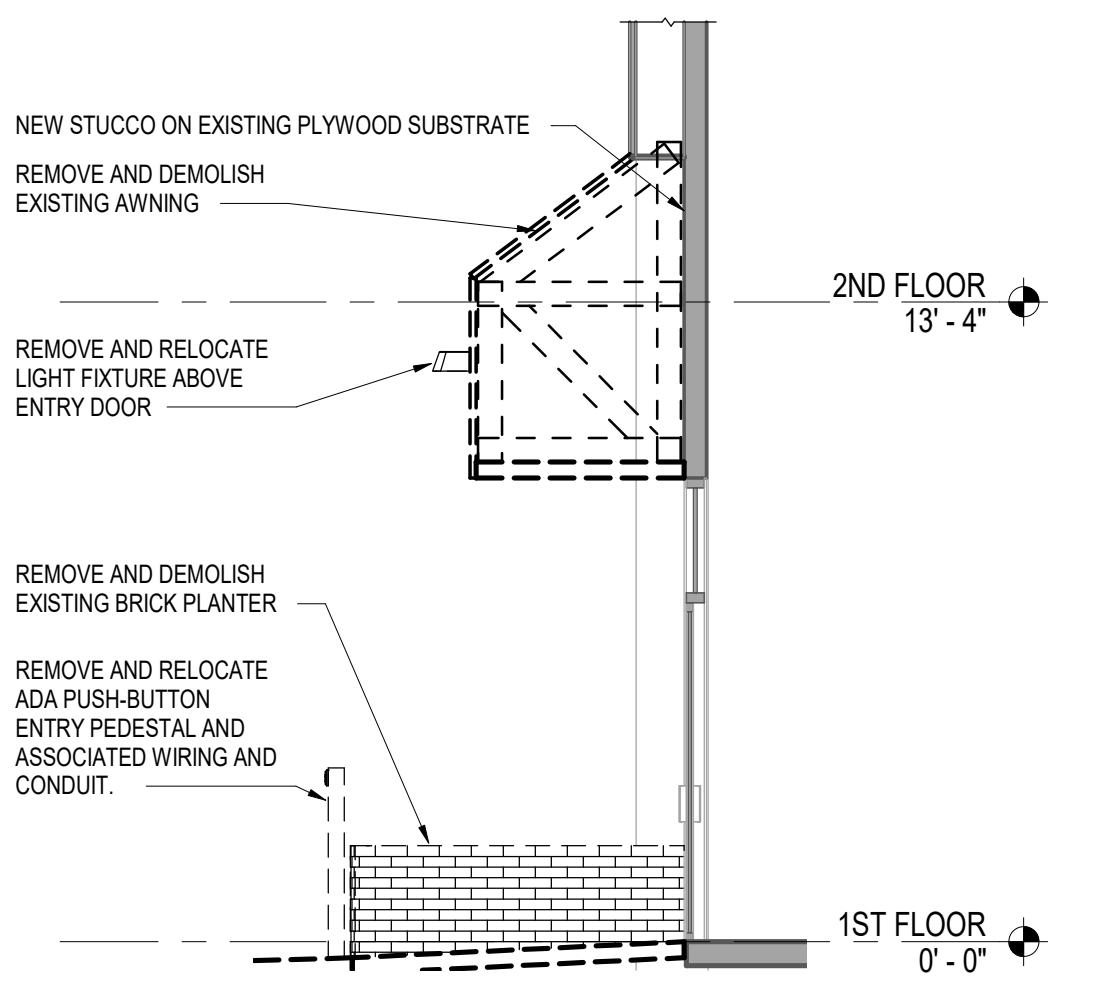 NEW STUCCO ON EXISTING PLYWOOD SUBSTRATE
REMOVE AND DEMOLISH
EXISTING AWNING
2ND FLOOR
13' - 4"
REMOVE AND RELOCATE
LIGHT FIXTURE ABOVE
ENTRY DOOR
REMOVE AND DEMOLISH
EXISTING BRICK PLANTER
REMOVE AND RELOCATE
ADA PUSH-BUTTON
ENTRY PEDESTAL AND
ASSOCIATED WIRING AND
CONDUIT.
1ST FLOOR
0' - 0"